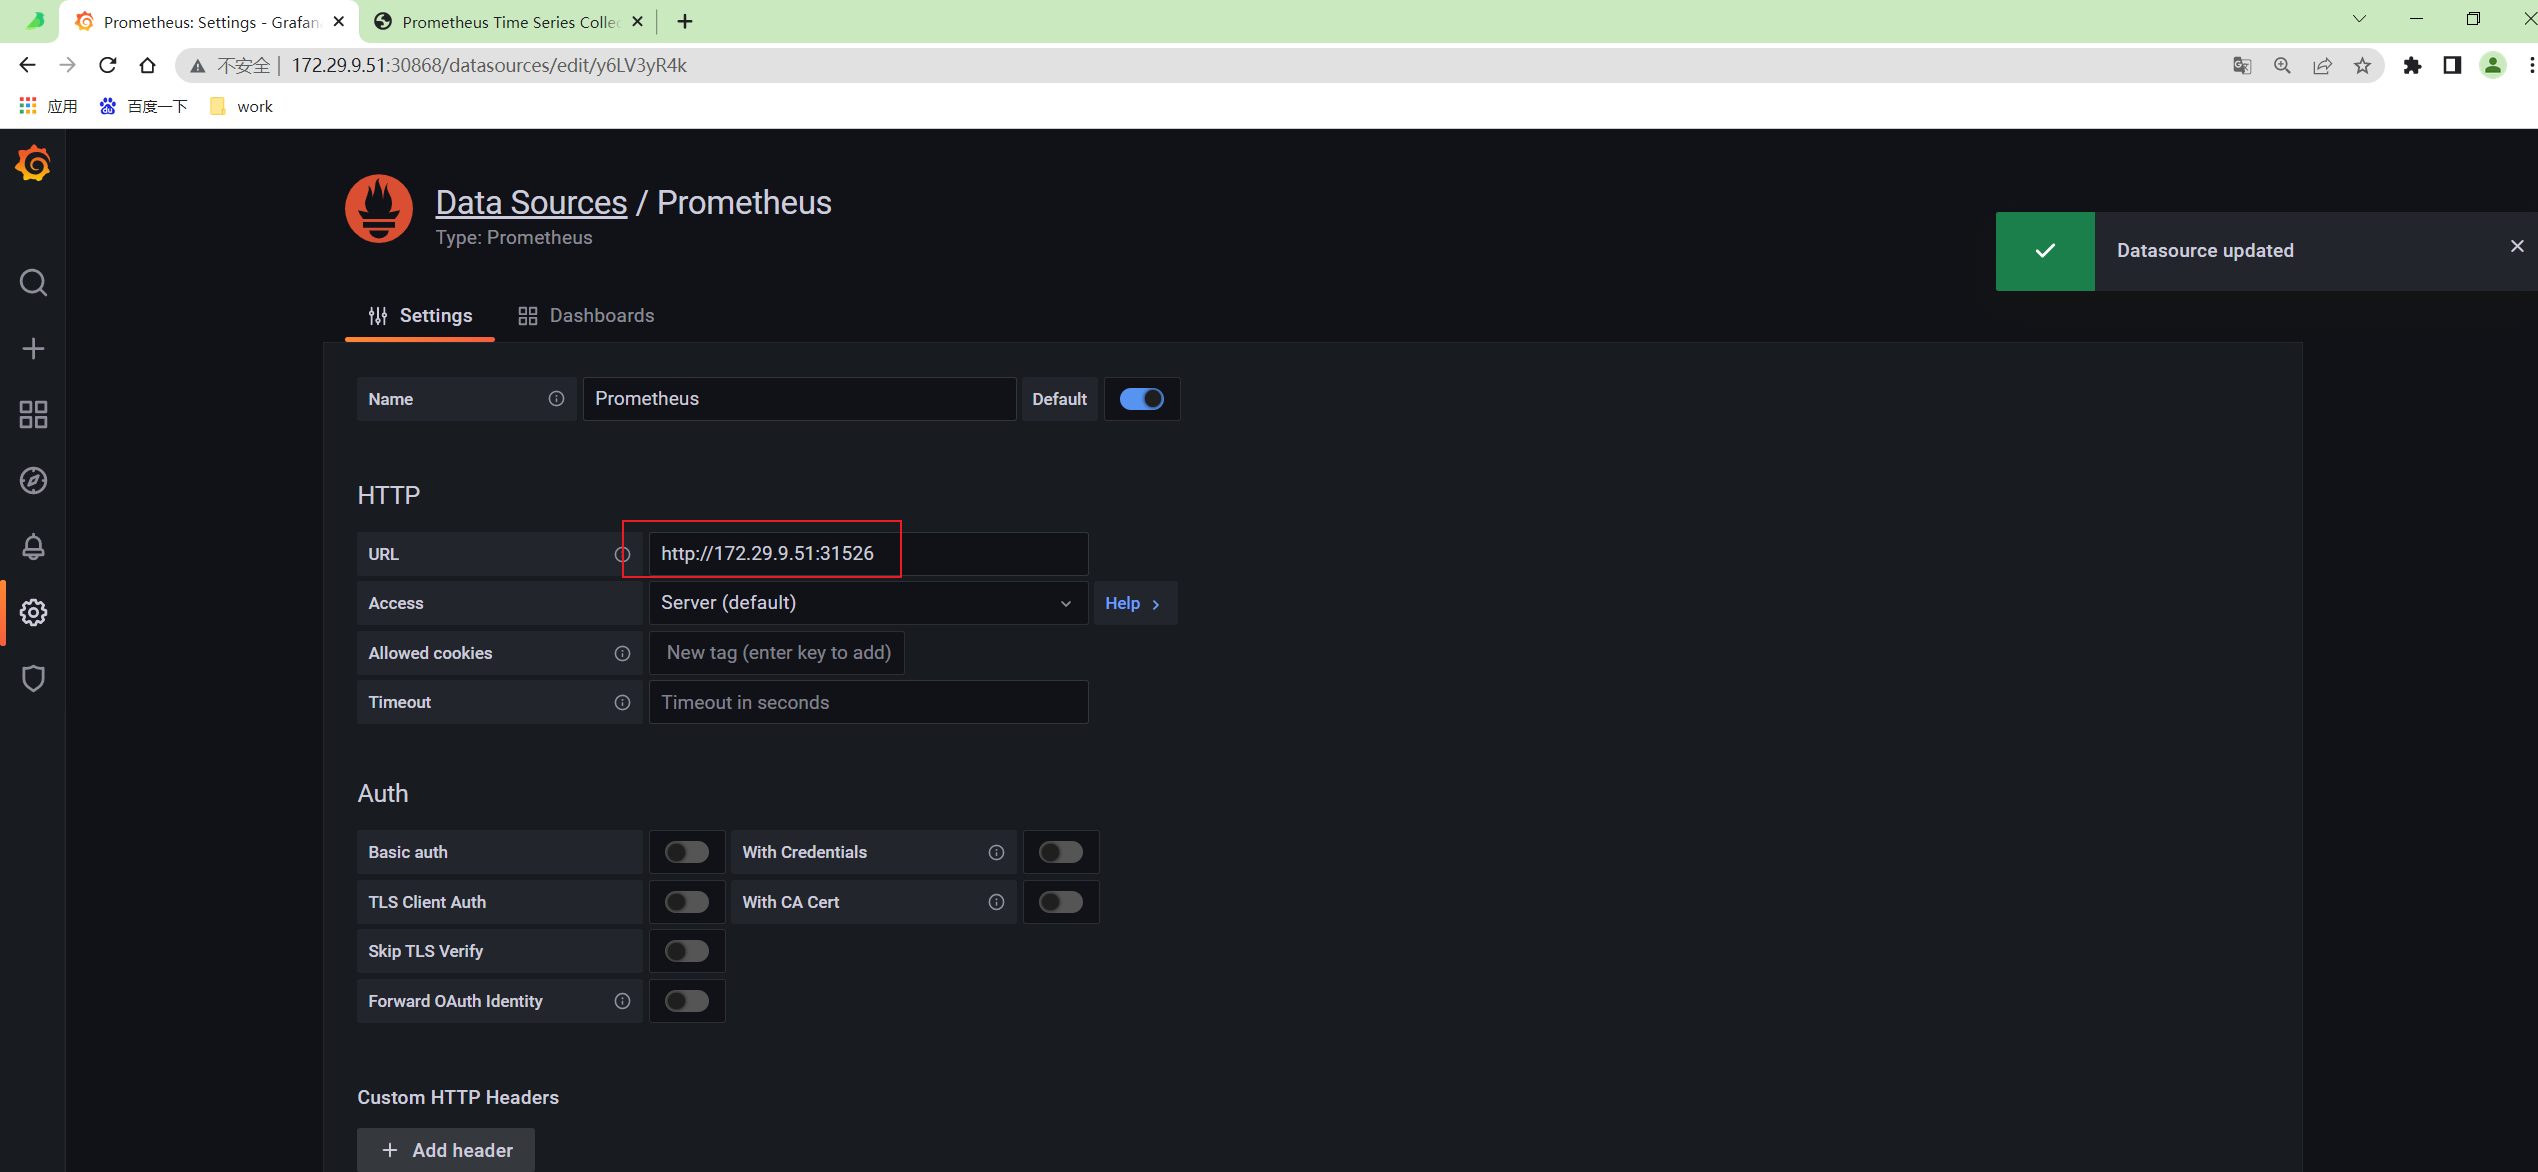 Prometheus: Settings - Grafan
Prometheus Time Series Collec
不安全 | 172.29.9.51:30868/datasources/edit/y6LV3yR4k
应用 百度一下 work
Data Sources / Prometheus
Type: Prometheus
Datasource updated
Settings Dashboards
Name Prometheus Default
HTTP
URL http://172.29.9.51:31526
Access Server (default) Help
Allowed cookies New tag (enter key to add)
Timeout Timeout in seconds
Auth
Basic auth With Credentials
TLS Client Auth With CA Cert
Skip TLS Verify
Forward OAuth Identity
Custom HTTP Headers
+ Add header